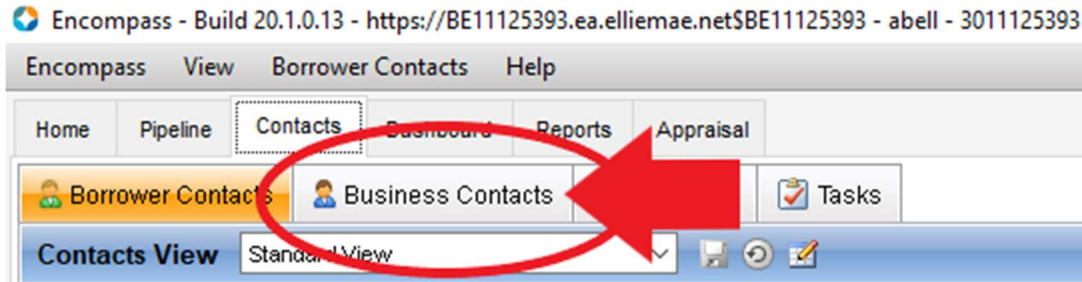 Encompass - Build 20.1.0.13 - https://BE11125393.ea.elliemae.net$BE11125393 - abell - 3011125393
Encompass View Borrower Contacts Help
Home Pipeline Contacts Dashboard Reports Appraisal
Borrower Contacts Business Contacts Tasks
Contacts View Standard View